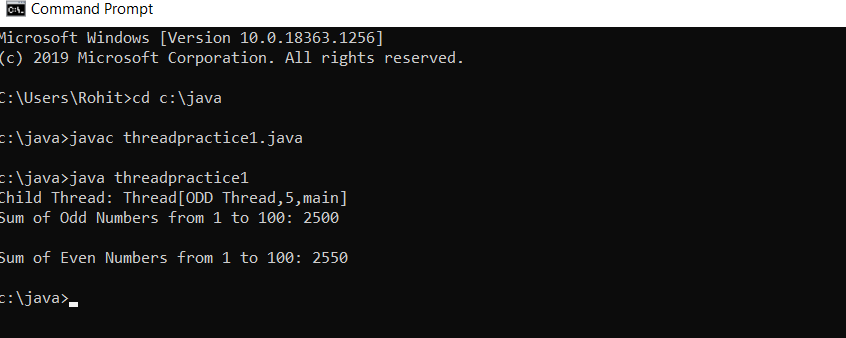 Command Prompt
Microsoft Windows [Version 10.0.18363.1256]
(c) 2019 Microsoft Corporation. All rights reserved.
C:\Users\Rohit>cd c:\java
c:\java>javac threadpractice1.java
c:\java>java threadpractice1
Child Thread: Thread[ODD Thread,5,main]
Sum of Odd Numbers from 1 to 100: 2500
Sum of Even Numbers from 1 to 100: 2550
c:\java>